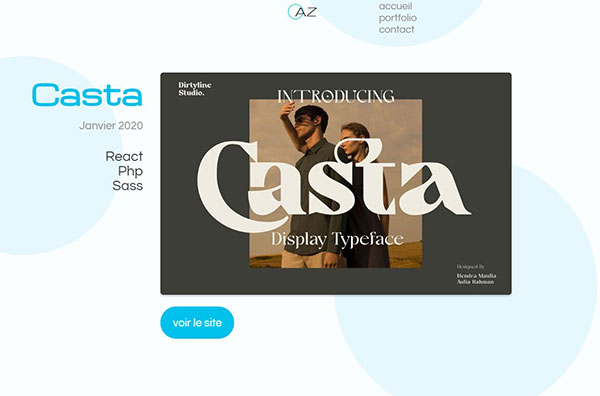 AZ
accueil
portfolio
contact
Casta
Janvier 2020
React
Php
Sass
Dirtyline
Studio.
INTRODUCING
Casta
Display Typeface
Designed By
Hendra Maulia
Aulia Rahman
voir le site